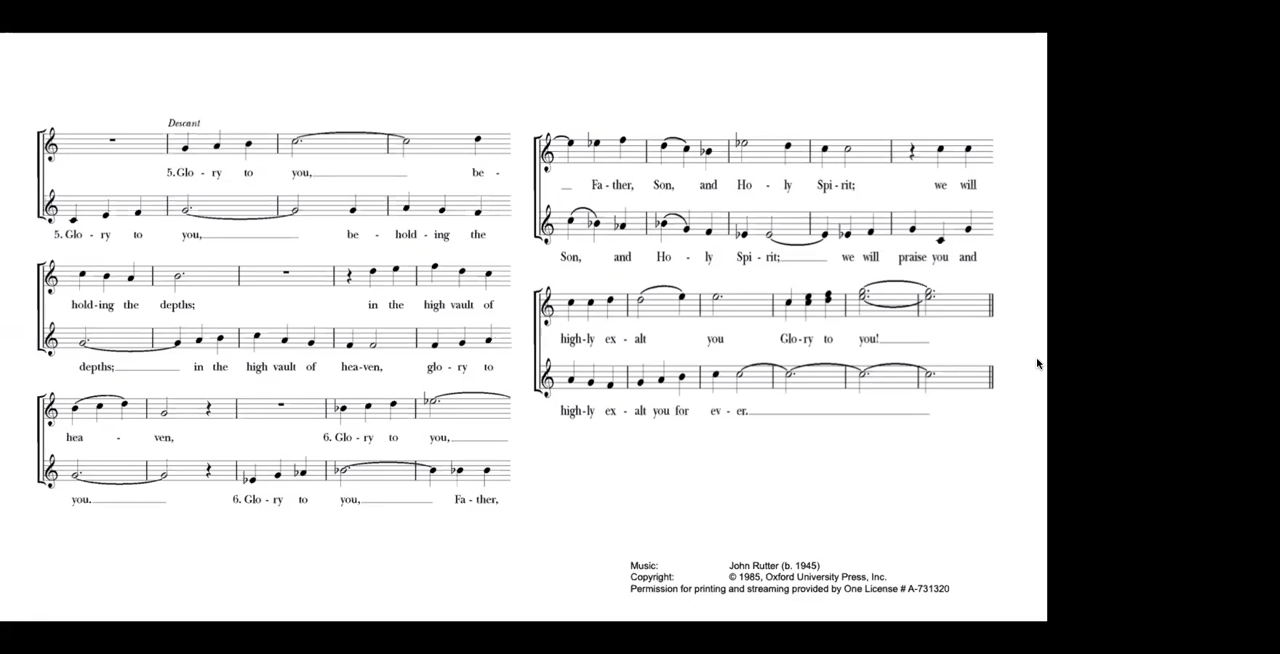 Descant
5. Glo - ry to you, be -
5. Glo - ry to you, be - hold - ing the
hold - ing the depths; in the high vault of
depths; in the high vault of hea - ven, glo - ry to
hea - ven, 6. Glo - ry to you,
you. 6. Glo - ry to you, Fa - ther,
Fa - ther, Son, and Ho - ly Spi - rit; we will
Son, and Ho - ly Spi - rit; we will praise you and
high - ly ex - alt you Glo - ry to you!
high - ly ex - alt you for ev - er.
Music: John Rutter (b. 1945)
Copyright: © 1985, Oxford University Press, Inc.
Permission for printing and streaming provided by One License # A-731320